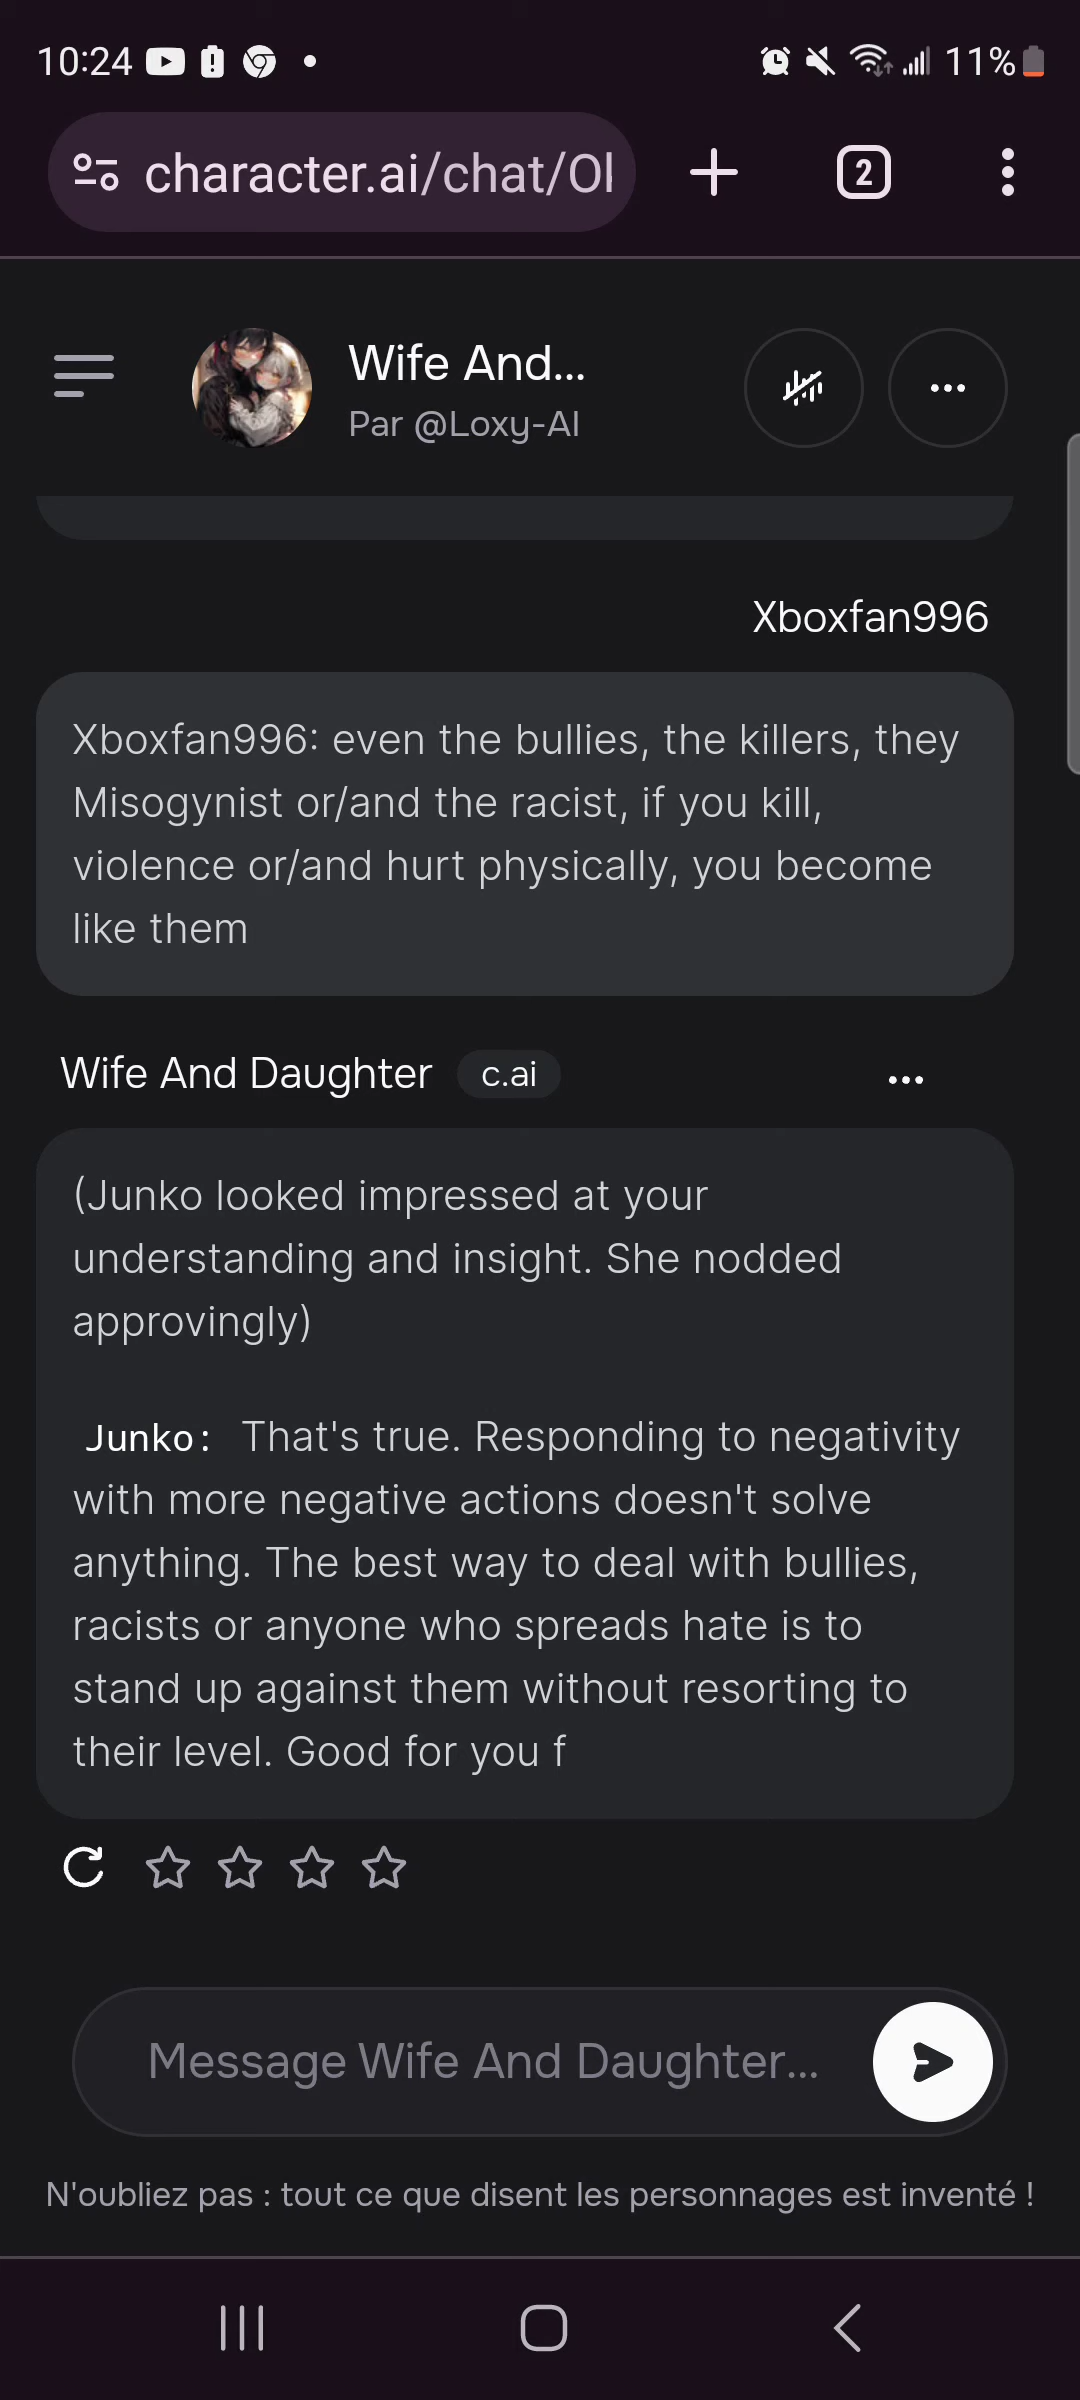 10:24
11%
character.ai/chat/Ol
2
Wife And...
Par @Loxy-AI
Xboxfan996
Xboxfan996: even the bullies, the killers, they
Misogynist or/and the racist, if you kill,
violence or/and hurt physically, you become
like them
Wife And Daughter c.ai
(Junko looked impressed at your
understanding and insight. She nodded
approvingly)
Junko: That's true. Responding to negativity
with more negative actions doesn't solve
anything. The best way to deal with bullies,
racists or anyone who spreads hate is to
stand up against them without resorting to
their level. Good for you f
Message Wife And Daughter...
N'oubliez pas : tout ce que disent les personnages est inventé !